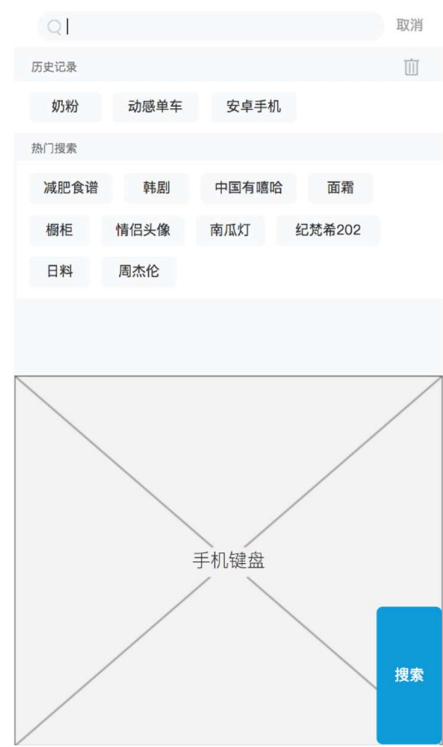 取消
历史记录
奶粉 动感单车 安卓手机
热门搜索
减肥食谱 韩剧 中国有嘻哈 面霜
橱柜 情侣头像 南瓜灯 纪梵希202
日料 周杰伦
手机键盘
搜索